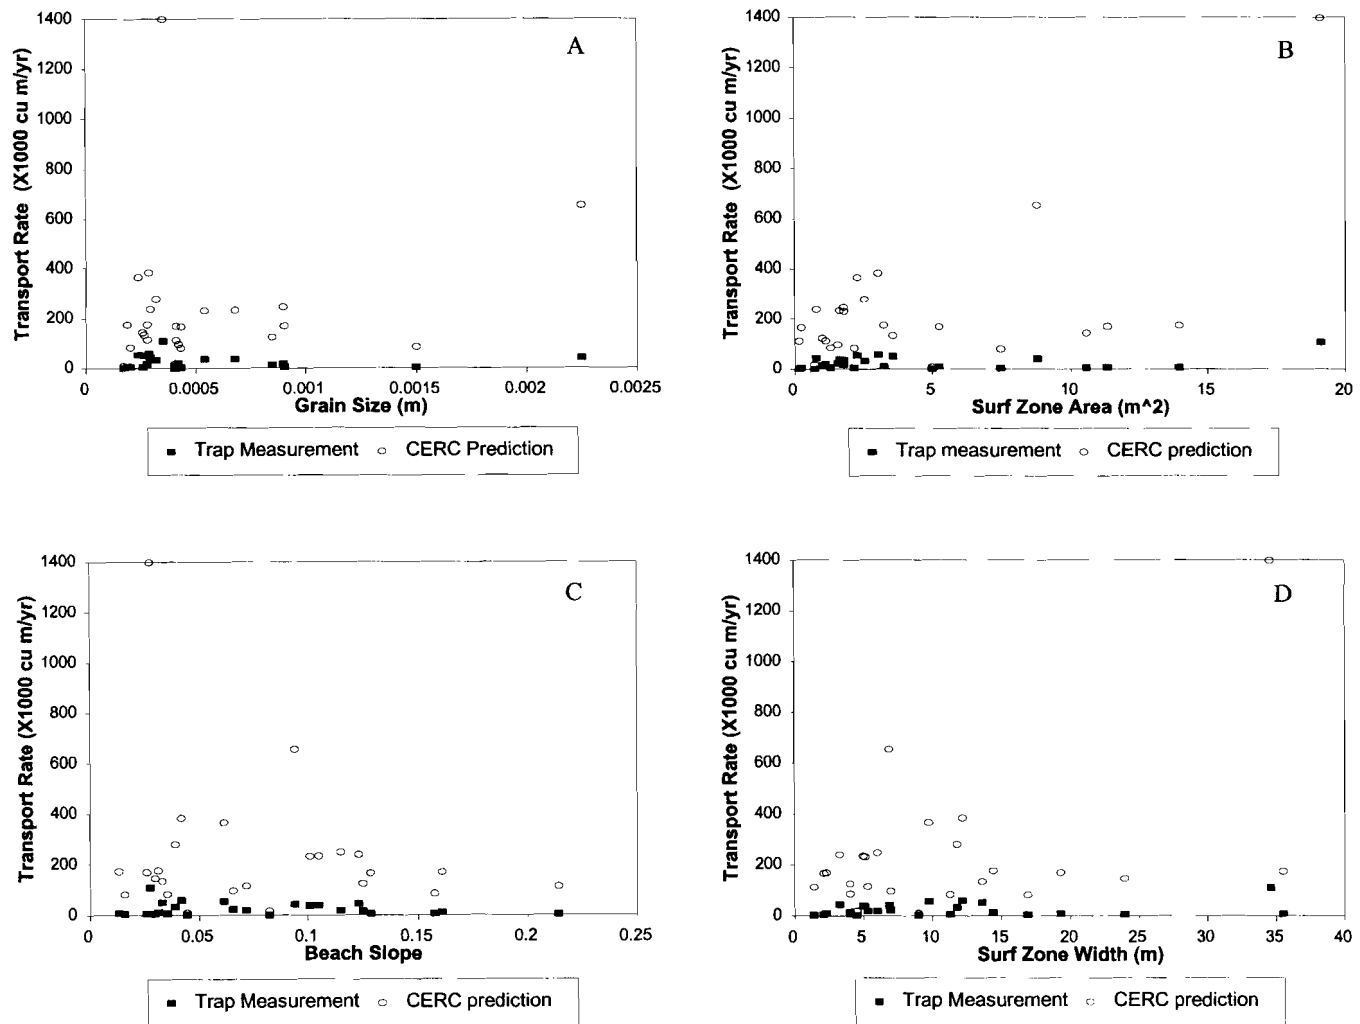 A
Transport Rate (X1000 cu m/yr)
1400
1200
1000
800
600
400
200
0
0 0.0005 0.001 0.0015 0.002 0.0025
Grain Size (m)
Trap Measurement CERC Prediction
B
Transport Rate (X1000 cu m/yr)
1400
1200
1000
800
600
400
200
0
0 5 10 15 20
Surf Zone Area (m^2)
Trap measurement CERC prediction
C
Transport Rate (X1000 cu m/yr)
1400
1200
1000
800
600
400
200
0
0 0.05 0.1 0.15 0.2 0.25
Beach Slope
Trap Measurement CERC prediction
D
Transport Rate (X1000 cu m/yr)
1400
1200
1000
800
600
400
200
0
0 5 10 15 20 25 30 35 40
Surf Zone Width (m)
Trap Measurement CERC prediction